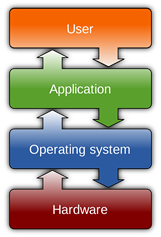 User
Application
Operating system
Hardware